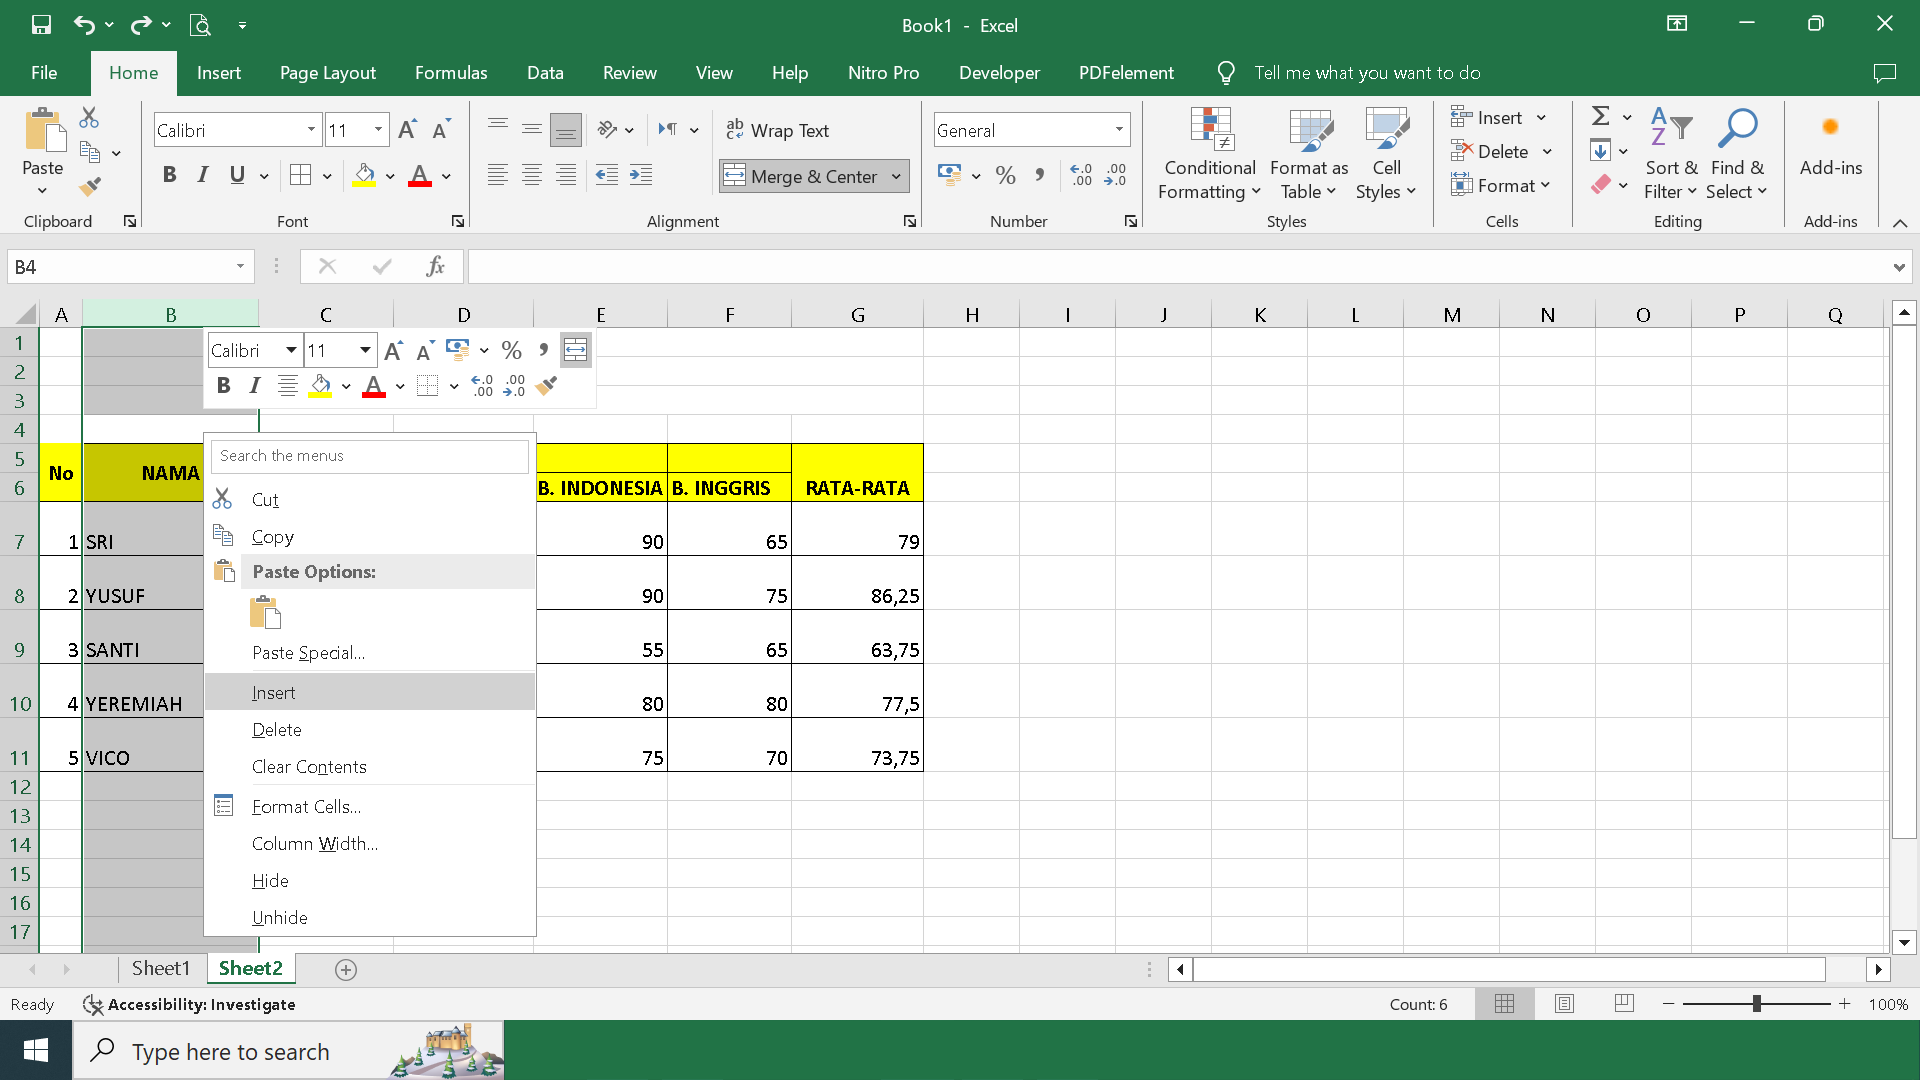 Book1 - Excel
File Home Insert Page Layout Formulas Data Review View Help Nitro Pro Developer PDFelement Tell me what you want to do
Paste
Clipboard
Calibri 11
B I U A
Font
ab Wrap Text
Merge & Center
Alignment
General
% , .0 .00
Number
Conditional Formatting
Format as Table
Cell Styles
Styles
Insert
Delete
Format
Cells
Sort & Filter
Find & Select
Editing
Add-ins
Add-ins
B4 fx
A B C D E F G H I J K L M N O P Q
Calibri 11 A A % ,
B I A .0 .00 .00 .0
1
2
3
4
5 No NAMA
6 B. INDONESIA B. INGGRIS RATA-RATA
7 1 SRI 90 65 79
8 2 YUSUF 90 75 86,25
9 3 SANTI 55 65 63,75
10 4 YEREMIAH 80 80 77,5
11 5 VICO 75 70 73,75
12
13
14
15
16
17
Search the menus
Cut
Copy
Paste Options:
Paste Special...
Insert
Delete
Clear Contents
Format Cells...
Column Width...
Hide
Unhide
Sheet1 Sheet2
Ready Accessibility: Investigate Count: 6 100%
Type here to search